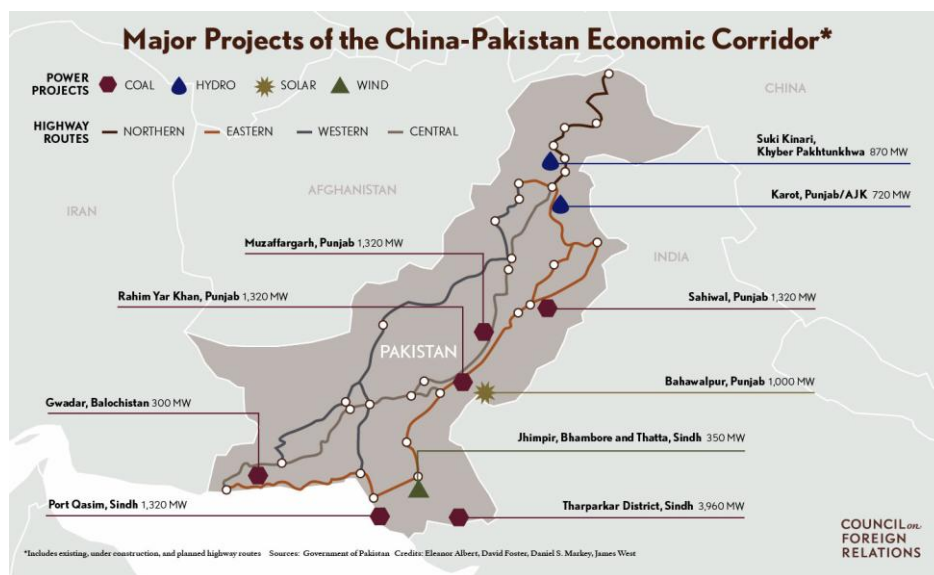 Major Projects of the China-Pakistan Economic Corridor*
POWER
PROJECTS
COAL
HYDRO
SOLAR
WIND
HIGHWAY
ROUTES
NORTHERN
EASTERN
WESTERN
CENTRAL
CHINA
Suki Kinari,
Khyber Pakhtunkhwa 870 MW
AFGHANISTAN
Karot, Punjab/AJK 720 MW
IRAN
Muzaffargarh, Punjab 1,320 MW
INDIA
Rahim Yar Khan, Punjab 1,320 MW
Sahiwal, Punjab 1,320 MW
PAKISTAN
Bahawalpur, Punjab 1,000 MW
Gwadar, Balochistan 300 MW
Jhimpir, Bhambore and Thatta, Sindh 350 MW
Port Qasim, Sindh 1,320 MW
Tharparkar District, Sindh 3,960 MW
COUNCIL on
FOREIGN
RELATIONS
*Includes existing, under construction, and planned highway routes Sources: Government of Pakistan Credits: Eleanor Albert, David Foster, Daniel S. Markey, James West